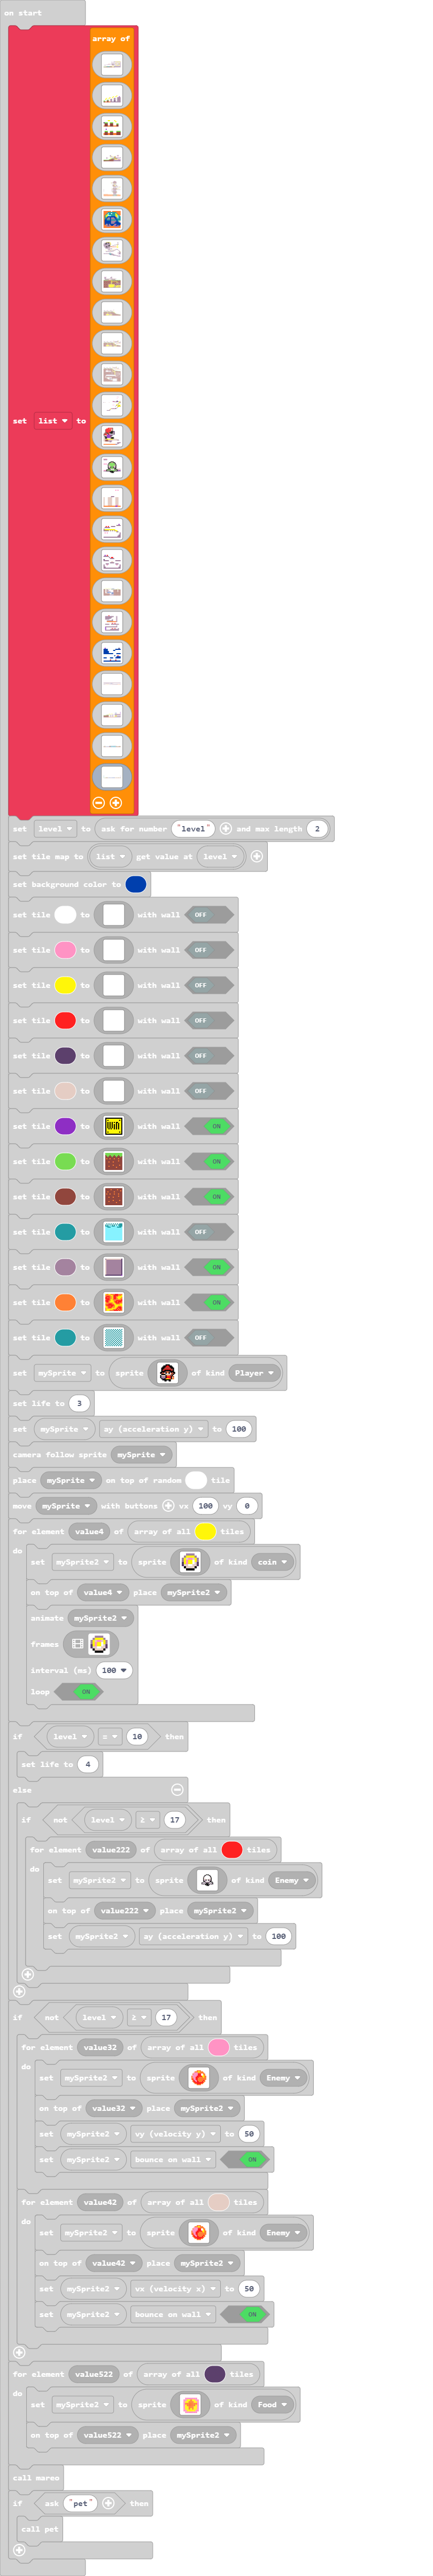 on start
array of
set list to
set level to ask for number "level" and max length 2
set tile map to list get value at level
set background color to
set tile to with wall OFF
set tile to with wall OFF
set tile to with wall OFF
set tile to with wall OFF
set tile to with wall OFF
set tile to with wall OFF
set tile to Win with wall ON
set tile to with wall ON
set tile to with wall ON
set tile to with wall OFF
set tile to with wall ON
set tile to with wall ON
set tile to with wall OFF
set mySprite to sprite of kind Player
set life to 3
set mySprite ay (acceleration y) to 100
camera follow sprite mySprite
place mySprite on top of random tile
move mySprite with buttons vx 100 vy 0
for element value4 of array of all tiles
do
set mySprite2 to sprite of kind coin
on top of value4 place mySprite2
animate mySprite2
frames
interval (ms) 100
loop ON
if level = 10 then
set life to 4
else
if not level ≥ 17 then
for element value222 of array of all tiles
do
set mySprite2 to sprite of kind Enemy
on top of value222 place mySprite2
set mySprite2 ay (acceleration y) to 100
if not level ≥ 17 then
for element value32 of array of all tiles
do
set mySprite2 to sprite of kind Enemy
on top of value32 place mySprite2
set mySprite2 vy (velocity y) to 50
set mySprite2 bounce on wall ON
for element value42 of array of all tiles
do
set mySprite2 to sprite of kind Enemy
on top of value42 place mySprite2
set mySprite2 vx (velocity x) to 50
set mySprite2 bounce on wall ON
for element value522 of array of all tiles
do
set mySprite2 to sprite of kind Food
on top of value522 place mySprite2
call mareo
if ask "pet" then
call pet